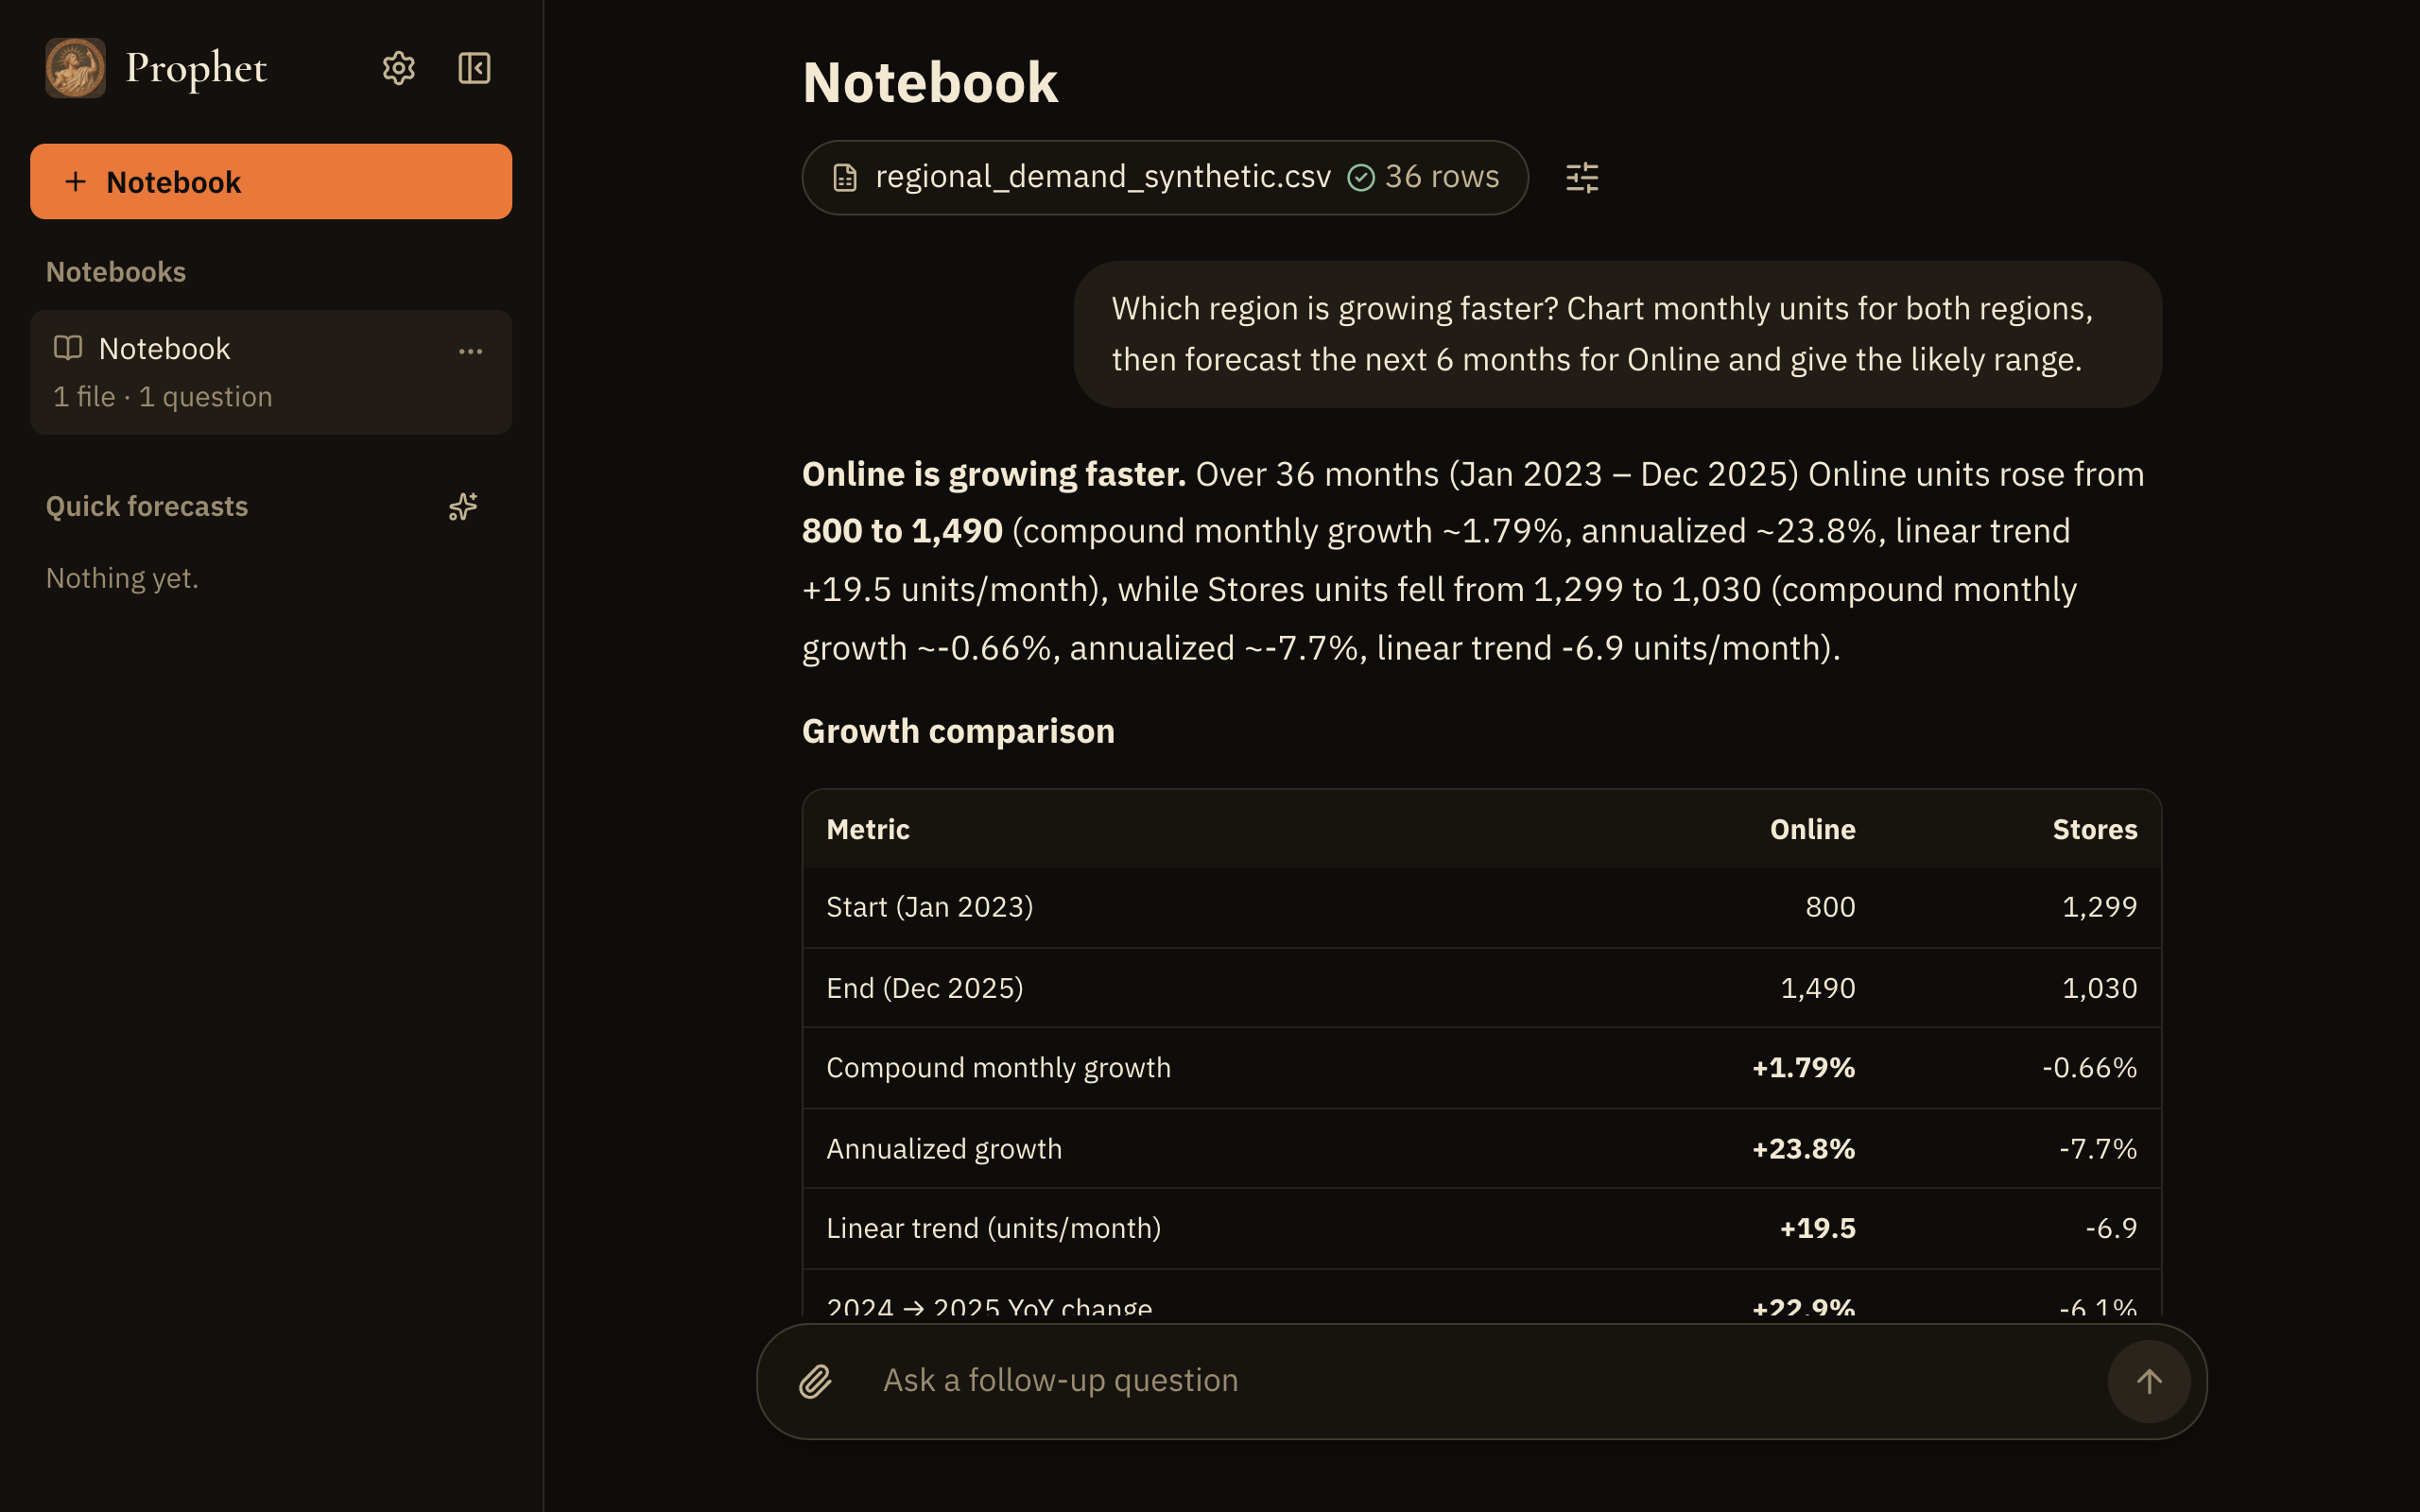 Prophet
+ Notebook
Notebooks
Notebook
1 file · 1 question
Quick forecasts
Nothing yet.
Notebook
regional_demand_synthetic.csv 36 rows
Which region is growing faster? Chart monthly units for both regions,
then forecast the next 6 months for Online and give the likely range.
Online is growing faster. Over 36 months (Jan 2023 – Dec 2025) Online units rose from
800 to 1,490 (compound monthly growth ~1.79%, annualized ~23.8%, linear trend
+19.5 units/month), while Stores units fell from 1,299 to 1,030 (compound monthly
growth ~-0.66%, annualized ~-7.7%, linear trend -6.9 units/month).
Growth comparison
Metric Online Stores
Start (Jan 2023) 800 1,299
End (Dec 2025) 1,490 1,030
Compound monthly growth +1.79% -0.66%
Annualized growth +23.8% -7.7%
Linear trend (units/month) +19.5 -6.9
2024 → 2025 YoY change +22.9% -6.1%
Ask a follow-up question